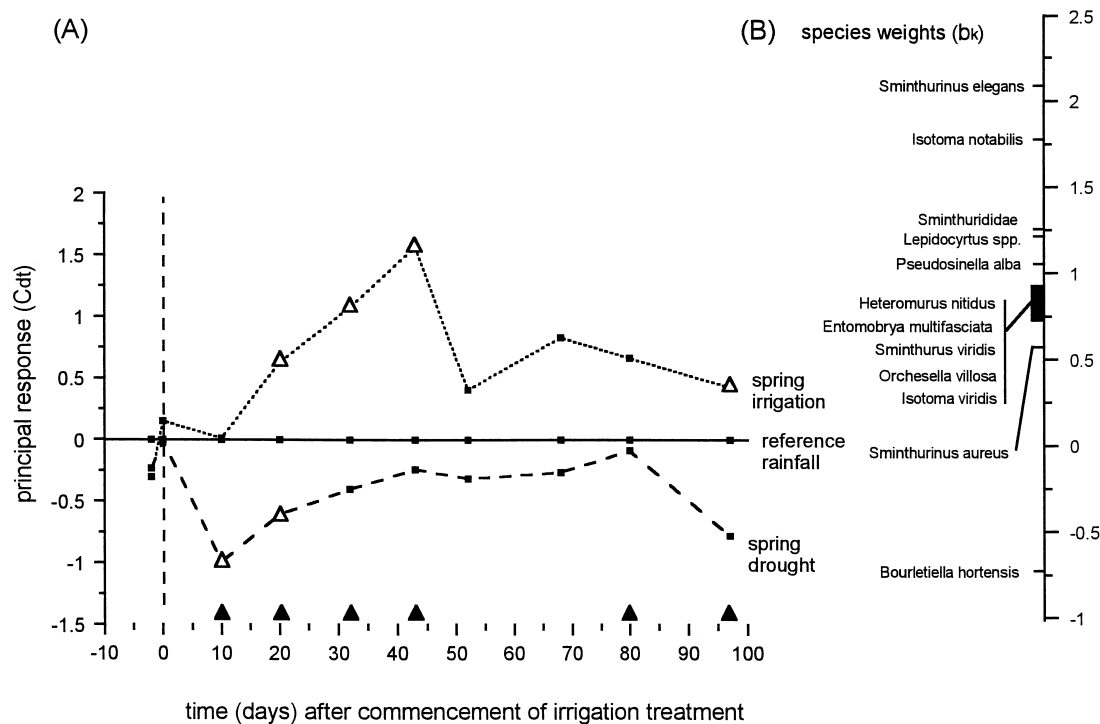 (A)
2
1.5
1
0.5
0
-0.5
-1
-1.5
principal response (Cdt)
-10 0 10 20 30 40 50 60 70 80 90 100
time (days) after commencement of irrigation treatment
spring
irrigation
reference
rainfall
spring
drought
(B) species weights (bk)
Sminthurinus elegans
Isotoma notabilis
Sminthurididae
Lepidocyrtus spp.
Pseudosinella alba
Heteromurus nitidus
Entomobrya multifasciata
Sminthurus viridis
Orchesella villosa
Isotoma viridis
Sminthurinus aureus
Bourletiella hortensis
2.5
2
1.5
1
0.5
0
-0.5
-1